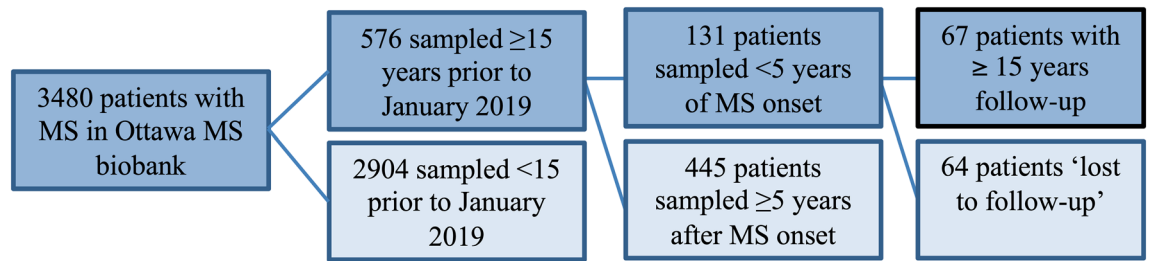 3480 patients with
MS in Ottawa MS
biobank
576 sampled ≥15
years prior to
January 2019
2904 sampled <15
prior to January
2019
131 patients
sampled <5 years
of MS onset
445 patients
sampled ≥5 years
after MS onset
67 patients with
≥ 15 years
follow-up
64 patients ‘lost
to follow-up’